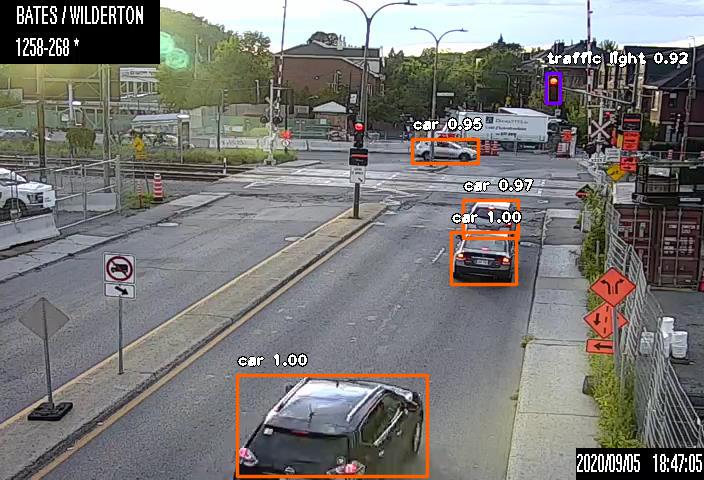 BATES / WILDERTON
1258-268 *
traffic light 0.92
car 0.95
car 0.97
car 1.00
car 1.00
2020/09/05 18:47:05